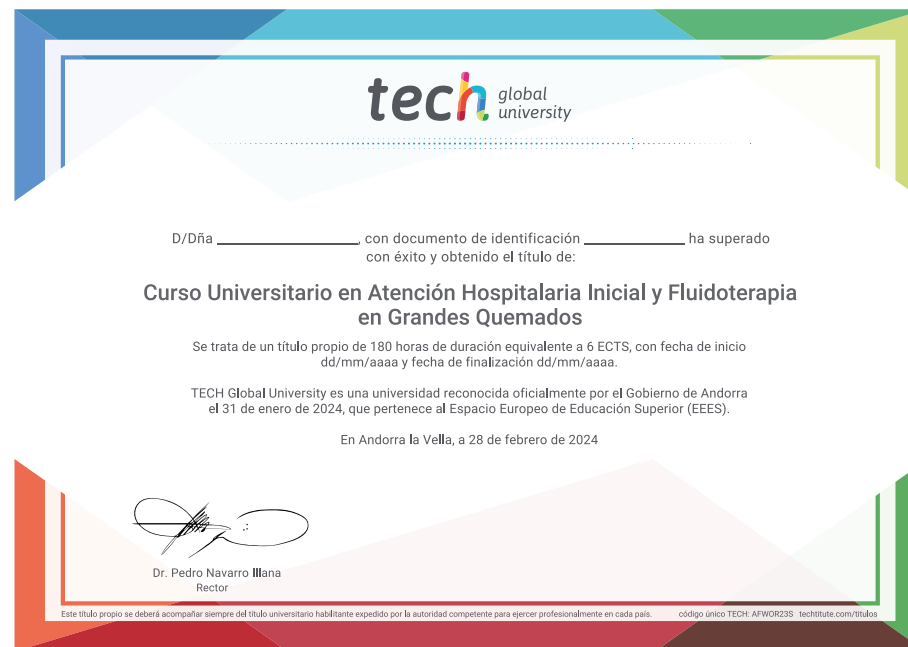 tech global university
D/Dña ______________, con documento de identificación ______________ ha superado
con éxito y obtenido el título de:
Curso Universitario en Atención Hospitalaria Inicial y Fluidoterapia
en Grandes Quemados
Se trata de un título propio de 180 horas de duración equivalente a 6 ECTS, con fecha de inicio
dd/mm/aaaa y fecha de finalización dd/mm/aaaa.
TECH Global University es una universidad reconocida oficialmente por el Gobierno de Andorra
el 31 de enero de 2024, que pertenece al Espacio Europeo de Educación Superior (EEES).
En Andorra la Vella, a 28 de febrero de 2024
Dr. Pedro Navarro Illana
Rector
Este título propio se deberá acompañar siempre del título universitario habilitante expedido por la autoridad competente para ejercer profesionalmente en cada país. código único TECH: AFWOR23S techtitute.com/titulos